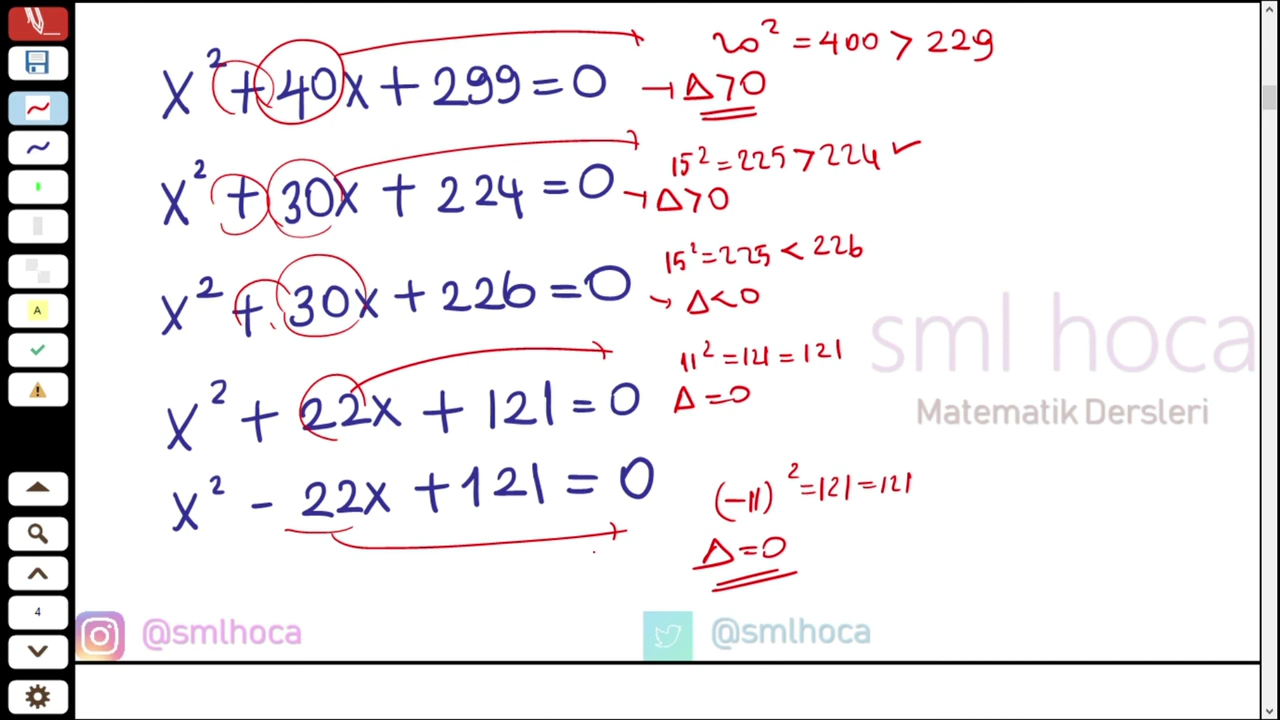 x² + 40x + 299 = 0
20² = 400 > 229
→ Δ > 0
x² + 30x + 224 = 0
15² = 225 > 224 ✓
→ Δ > 0
x² + 30x + 226 = 0
15² = 225 < 226
→ Δ < 0
x² + 22x + 121 = 0
11² = 121 = 121
Δ = 0
x² - 22x + 121 = 0
(-11)² = 121 = 121
Δ = 0
sml hoca
Matematik Dersleri
@smlhoca
@smlhoca
A
4